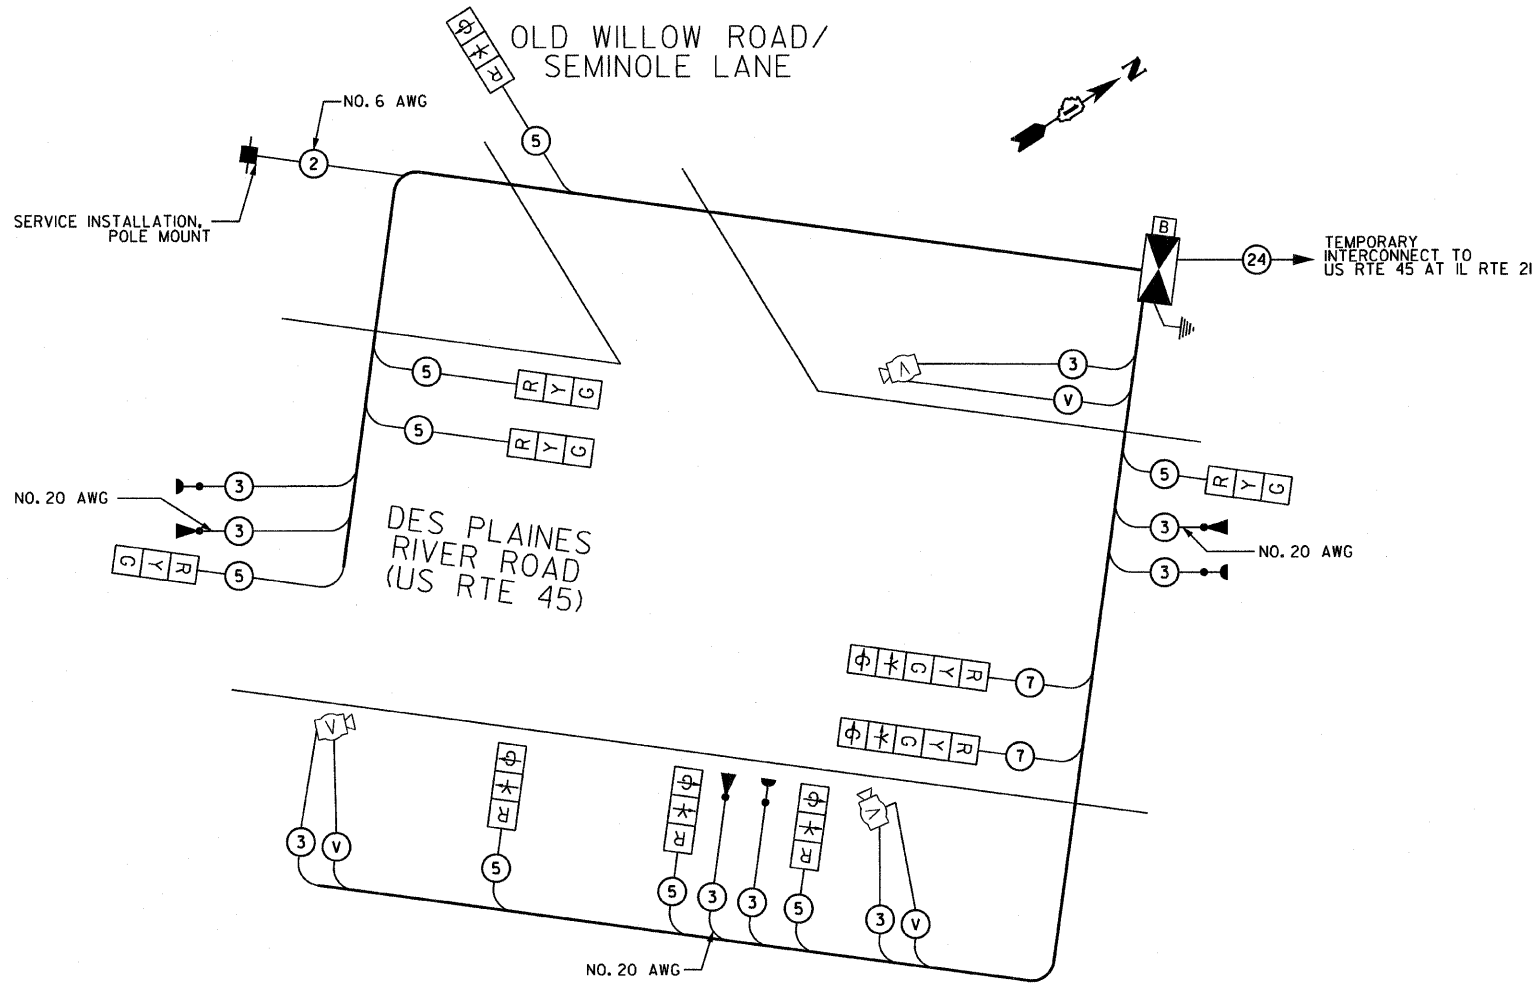 OLD WILLOW ROAD/
SEMINOLE LANE
N
R
NO. 6 AWG
5
2
SERVICE INSTALLATION,
POLE MOUNT
B
24
TEMPORARY
INTERCONNECT TO
US RTE 45 AT IL RTE 21
5
R Y G
5
R Y G
3
V
V
5
R Y G
3
NO. 20 AWG
3
NO. 20 AWG
3
3
5
R Y G
DES PLAINES
RIVER ROAD
(US RTE 45)
G Y R
7
G Y R
7
V
3
V
R
5
R
5
3
3
R
5
V
3
V
NO. 20 AWG